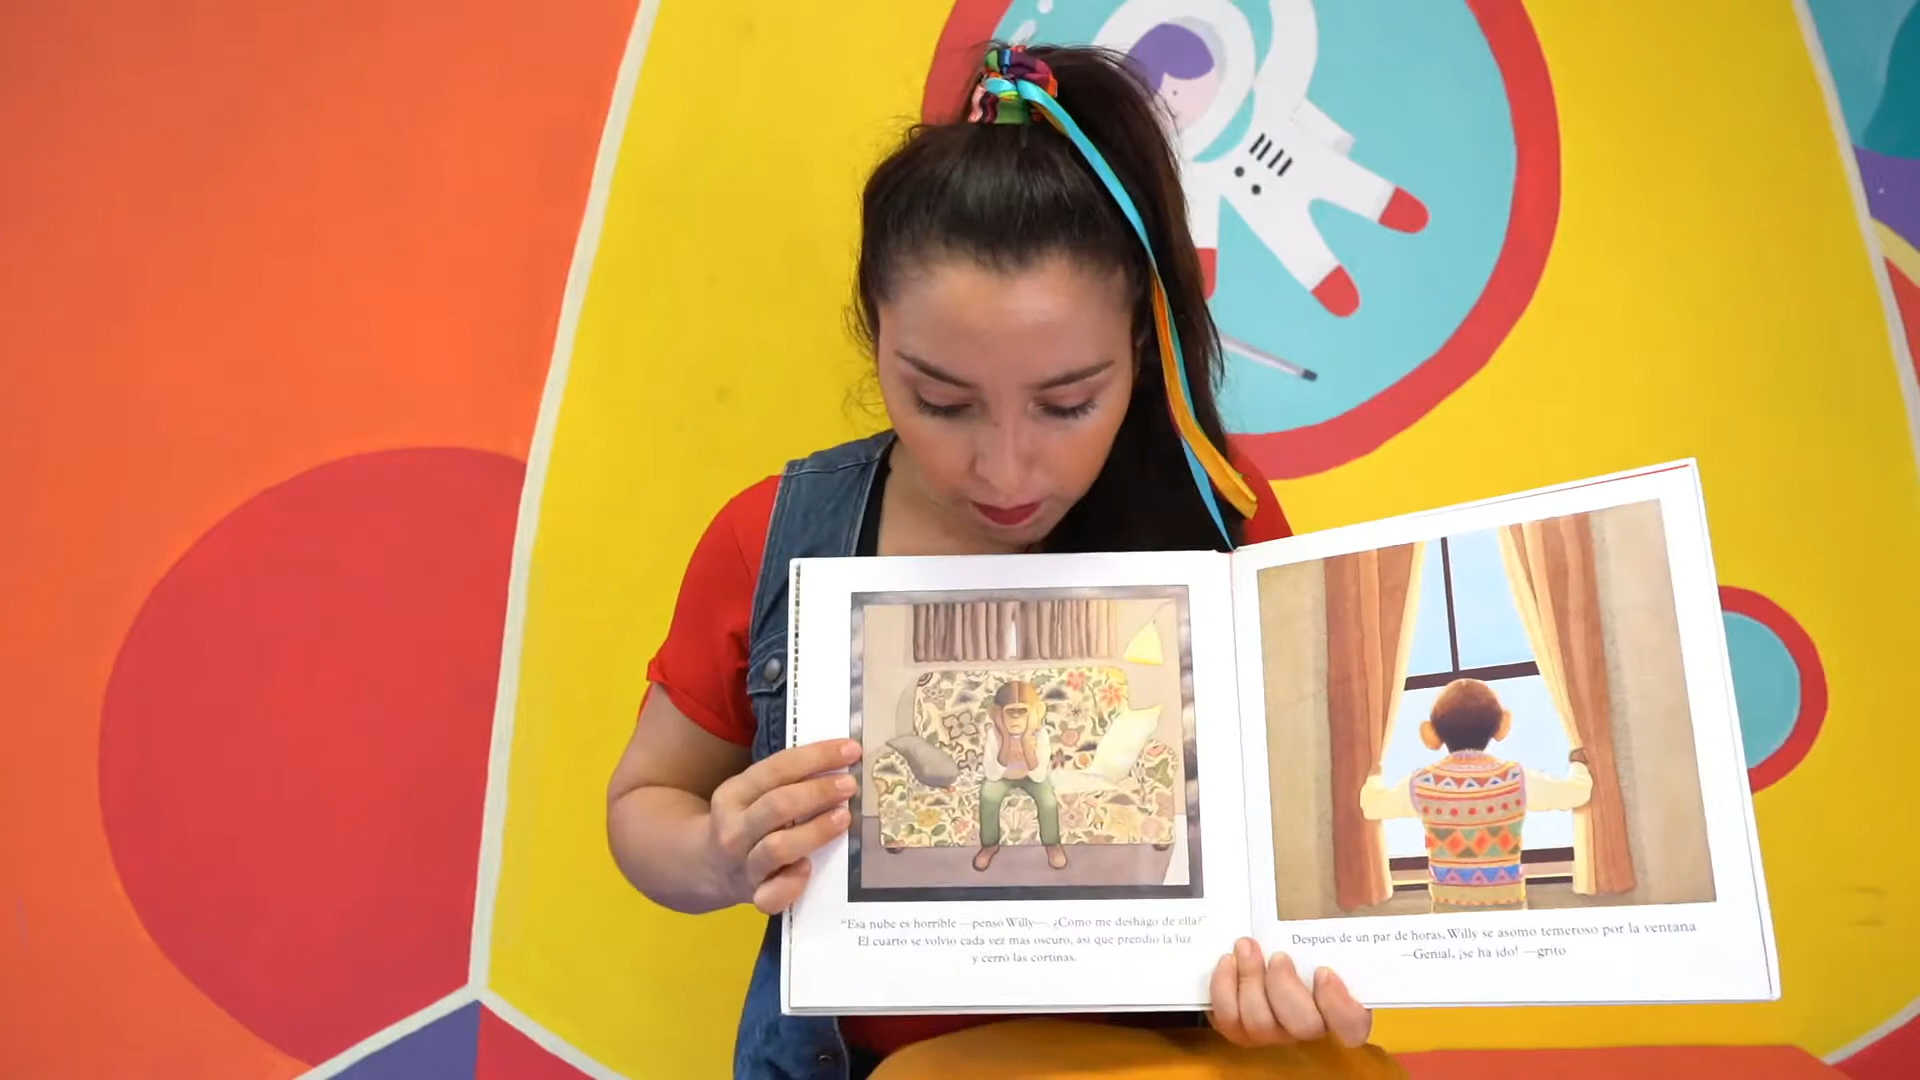 “Esa nube es horrible —pensó Willy—. ¿Cómo me deshago de ella?”
El cuarto se volvió cada vez más oscuro, así que prendió la luz
y cerró las cortinas.
Después de un par de horas, Willy se asomó temeroso por la ventana
—Genial, ¡se ha ido! —gritó